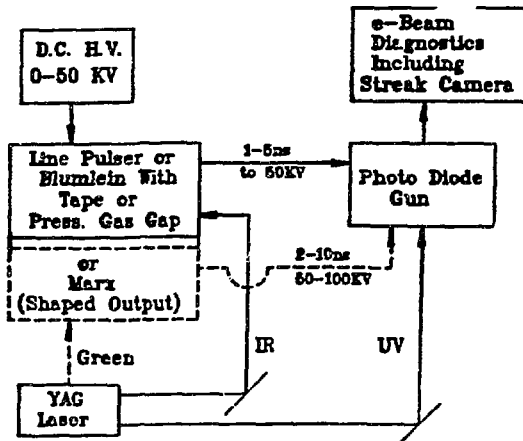 D.C. H.V.
0-50 KV
e-Beam
Diagnostics
Including
Streak Camera
Line Pulser or
Blumlein With
Tape or
Press. Gas Gap
1-5ns
to 50KV
Photo Diode
Gun
or
Marx
(Shaped Output)
2-10ns
50-100KV
Green
IR
UV
YAG
Laser